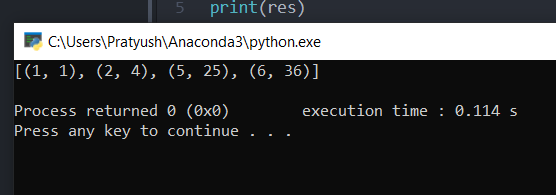 5 print(res)
C:\Users\Pratyush\Anaconda3\python.exe
[(1, 1), (2, 4), (5, 25), (6, 36)]
Process returned 0 (0x0) execution time : 0.114 s
Press any key to continue . . .